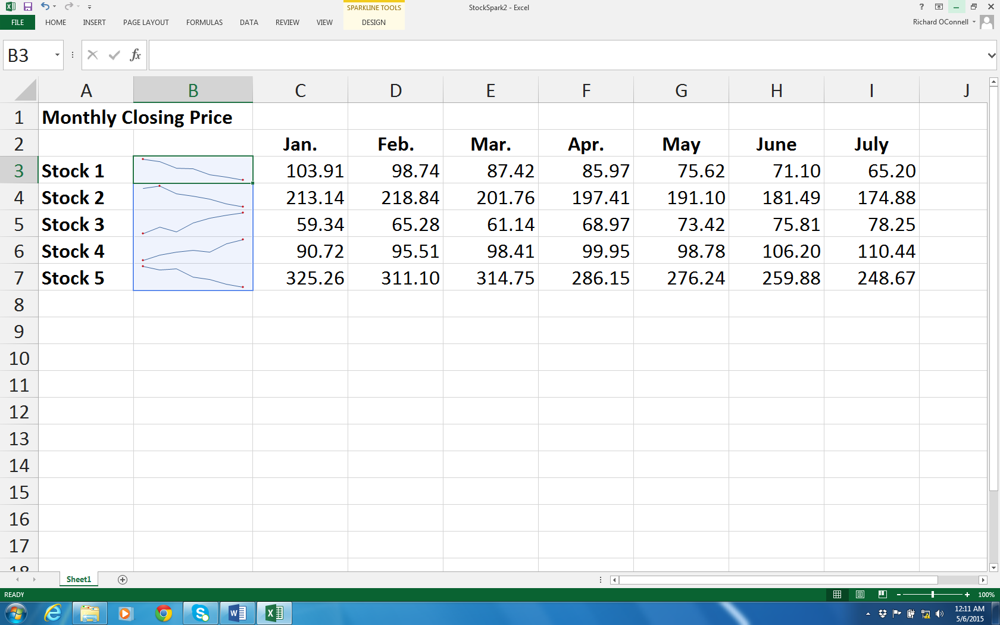 SPARKLINE TOOLS
StockSpark2 - Excel
?
FILE HOME INSERT PAGE LAYOUT FORMULAS DATA REVIEW VIEW DESIGN
Richard OConnell
B3
fx
A B C D E F G H I J
1 Monthly Closing Price
2 Jan. Feb. Mar. Apr. May June July
3 Stock 1 103.91 98.74 87.42 85.97 75.62 71.10 65.20
4 Stock 2 213.14 218.84 201.76 197.41 191.10 181.49 174.88
5 Stock 3 59.34 65.28 61.14 68.97 73.42 75.81 78.25
6 Stock 4 90.72 95.51 98.41 99.95 98.78 106.20 110.44
7 Stock 5 325.26 311.10 314.75 286.15 276.24 259.88 248.67
8
9
10
11
12
13
14
15
16
17
18
Sheet1
READY
100%
12:11 AM
5/6/2015